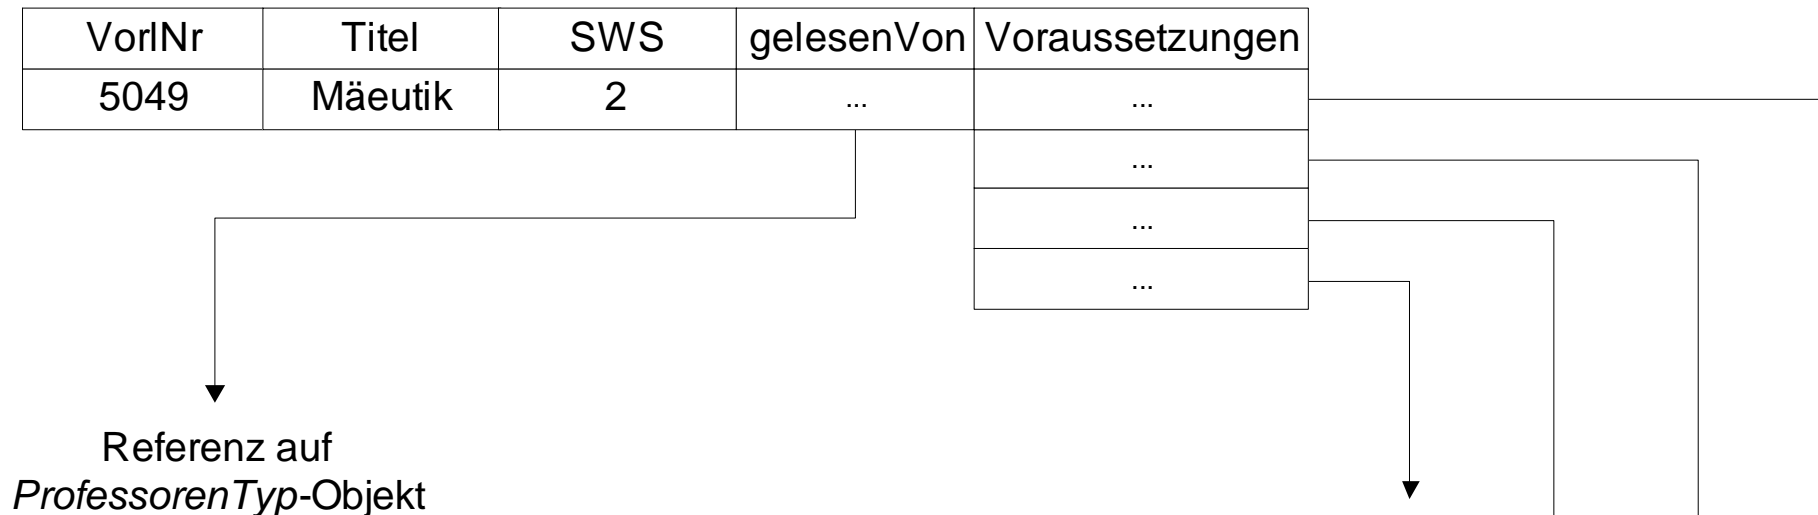 VorlNr Titel SWS gelesenVon Voraussetzungen
5049 Mäeutik 2 ... ...
...
...
...
Referenz auf
ProfessorenTyp-Objekt